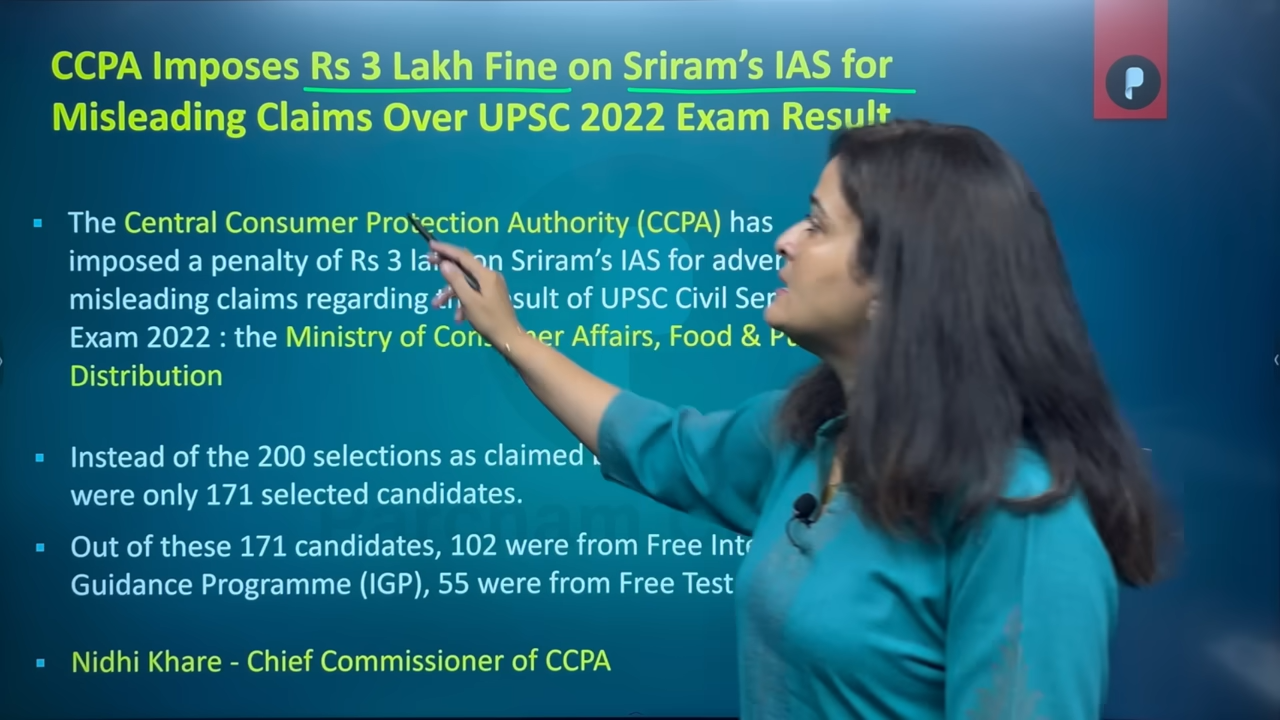 CCPA Imposes Rs 3 Lakh Fine on Sriram's IAS for
Misleading Claims Over UPSC 2022 Exam Result
The Central Consumer Protection Authority (CCPA) has
imposed a penalty of Rs 3 on Sriram's IAS for
misleading claims regarding of UPSC Civil
Exam 2022 : the Ministry of Affairs, Food &
Distribution
Instead of the 200 selections as claimed
were only 171 selected candidates.
Out of these 171 candidates, 102 were from Free
Guidance Programme (IGP), 55 were from Free Test
Nidhi Khare - Chief Commissioner of CCPA